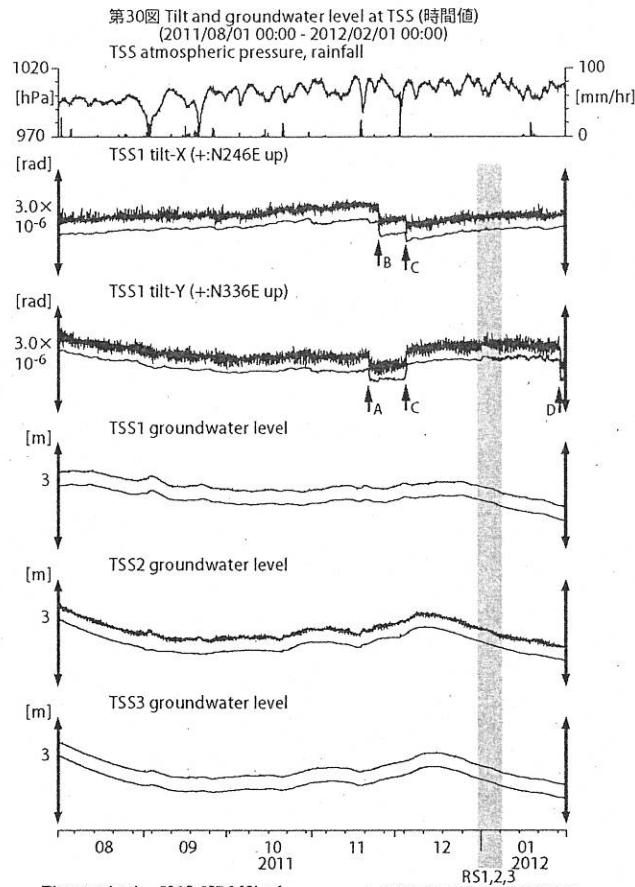 第30図 Tilt and groundwater level at TSS (時間値)
(2011/08/01 00:00 - 2012/02/01 00:00)
TSS atmospheric pressure, rainfall
1020
[hPa]
970
100
[mm/hr]
0
[rad]
TSS1 tilt-X (+:N246E up)
3.0×
10-6
B
C
[rad]
TSS1 tilt-Y (+:N336E up)
3.0×
10-6
A
C
D
[m]
TSS1 groundwater level
3
[m]
TSS2 groundwater level
3
[m]
TSS3 groundwater level
3
08
09
10
11
12
01
2011
2012
RS1,2,3